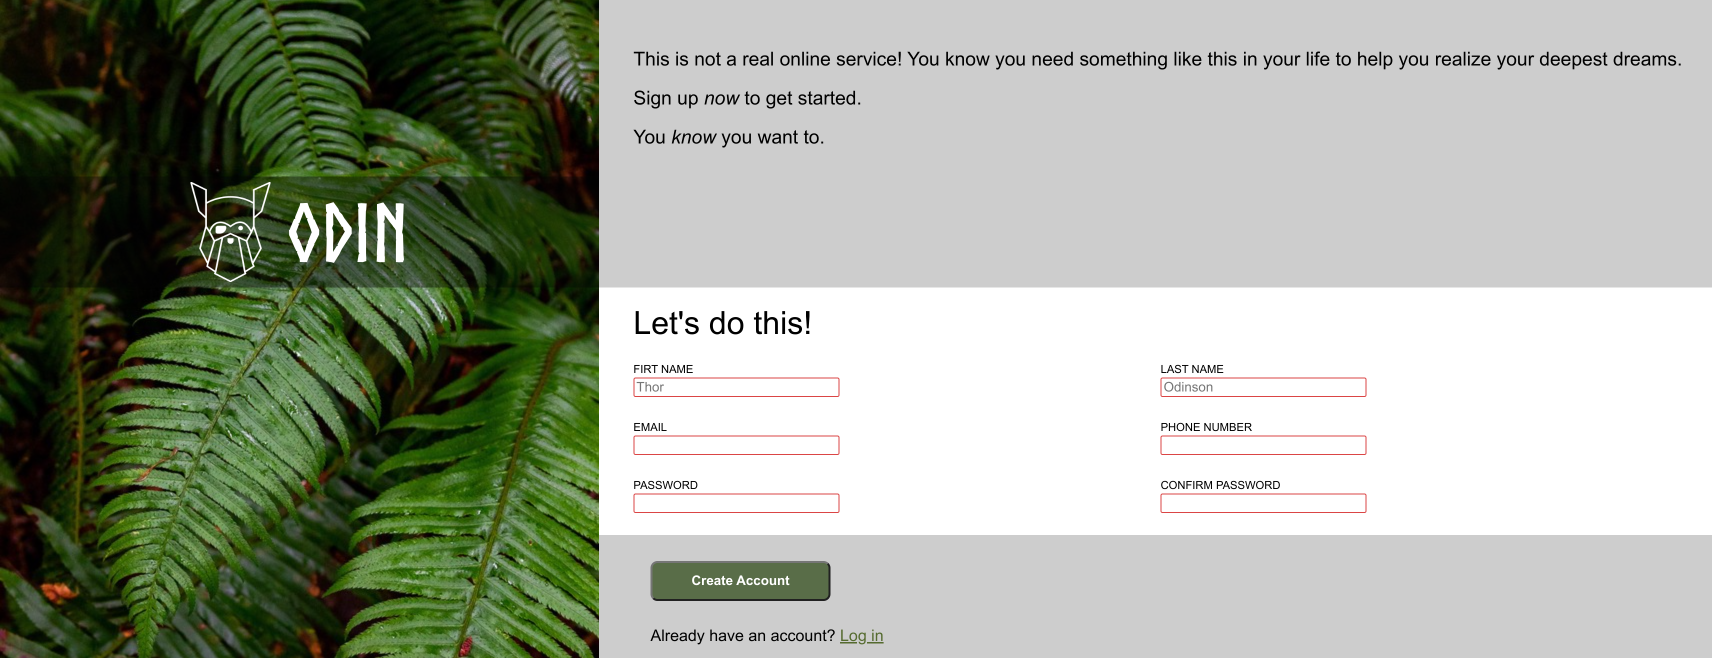 ODIN
This is not a real online service! You know you need something like this in your life to help you realize your deepest dreams.
Sign up now to get started.
You know you want to.
Let's do this!
FIRT NAME
LAST NAME
Thor
Odinson
EMAIL
PHONE NUMBER
PASSWORD
CONFIRM PASSWORD
Create Account
Already have an account? Log in